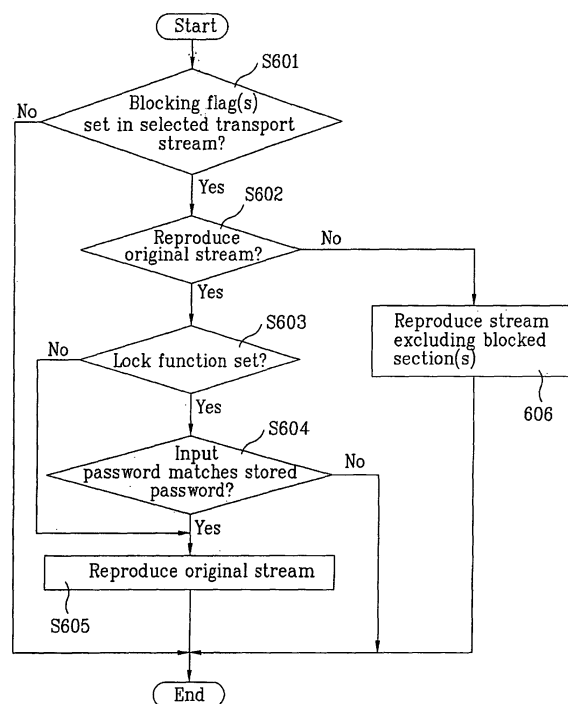 Start
S601
Blocking flag(s)
set in selected transport
stream?
No
Yes
S602
Reproduce
original stream?
No
Yes
S603
Reproduce stream
excluding blocked
section(s)
606
No
Lock function set?
Yes
S604
Input
password matches stored
password?
No
Yes
Reproduce original stream
S605
End